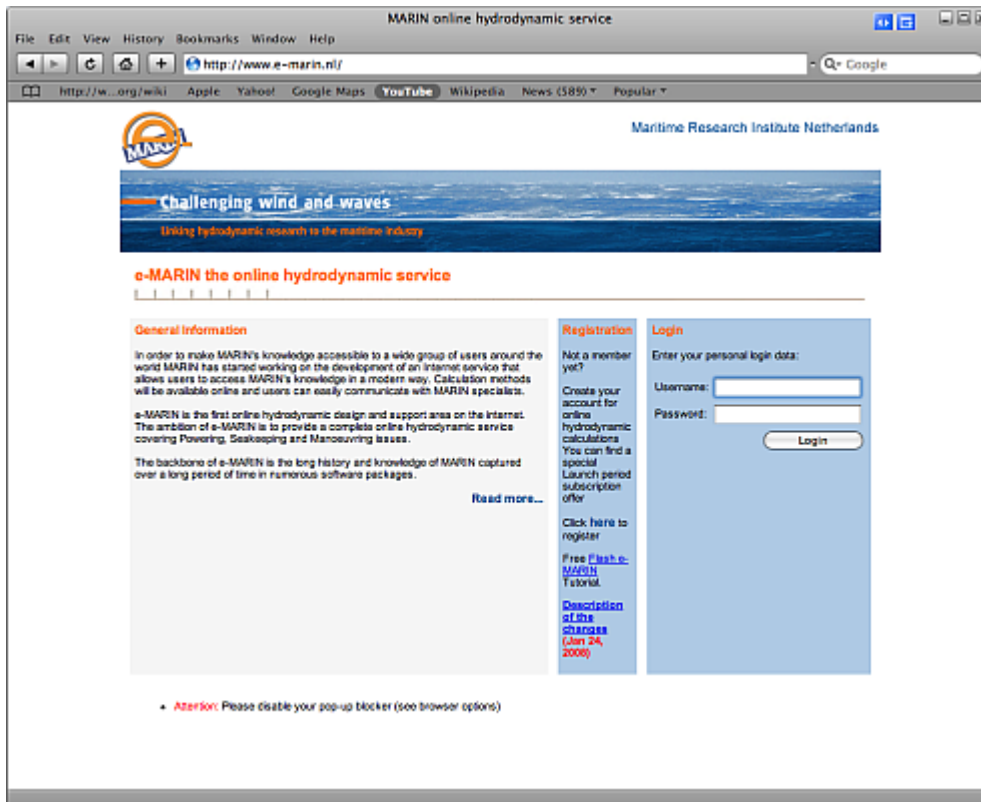 MARIN online hydrodynamic service
File Edit View History Bookmarks Window Help
http://www.e-marin.nl/
Google
http://w...org/wiki Apple Yahoo! Google Maps YouTube Wikipedia News (589) Popular
MARIN
Maritime Research Institute Netherlands
Challenging wind and waves
Linking hydrodynamic research to the maritime industry
e-MARIN the online hydrodynamic service
General Information
In order to make MARIN's knowledge accessible to a wide group of users around the
world MARIN has started working on the development of an Internet service that
allows users to access MARIN's knowledge in a modern way. Calculation methods
will be available online and users can easily communicate with MARIN specialists.
e-MARIN is the first online hydrodynamic design and support area on the internet.
The ambition of e-MARIN is to provide a complete online hydrodynamic service
covering Powering, Seakeeping and Manoeuvring issues.
The backbone of e-MARIN is the long history and knowledge of MARIN captured
over a long period of time in numerous software packages.
Read more...
Registration
Not a member
yet?
Create your
account for
online
hydrodynamic
calculations
You can find a
special
Launch period
subscription
offer
Click here to
register
Free Flash e-
MARIN
Tutorial.
Description
of the
changes
(Jan 24,
2008)
Login
Enter your personal login data:
Username:
Password:
Login
Attention: Please disable your pop-up blocker (see browser options)